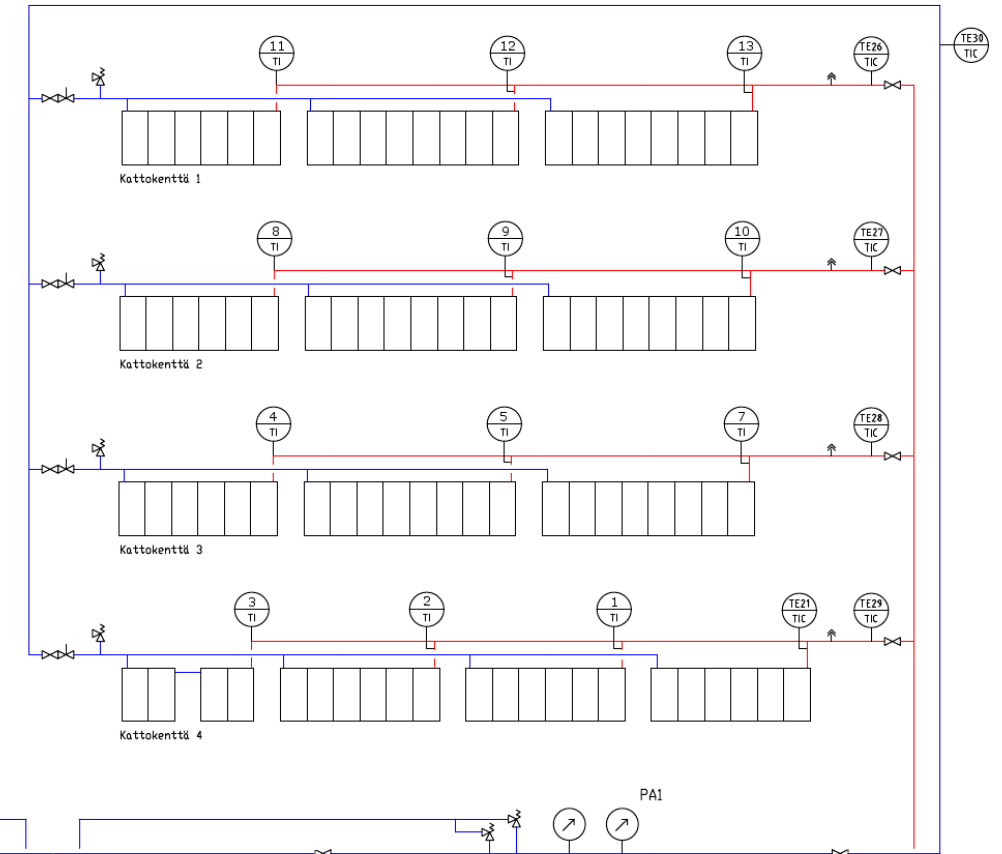 TE30
TIC
11
TI
12
TI
13
TI
TE26
TIC
Kattokenttä 1
8
TI
9
TI
10
TI
TE27
TIC
Kattokenttä 2
4
TI
5
TI
7
TI
TE28
TIC
Kattokenttä 3
3
TI
2
TI
1
TI
TE21
TIC
TE29
TIC
Kattokenttä 4
PA1